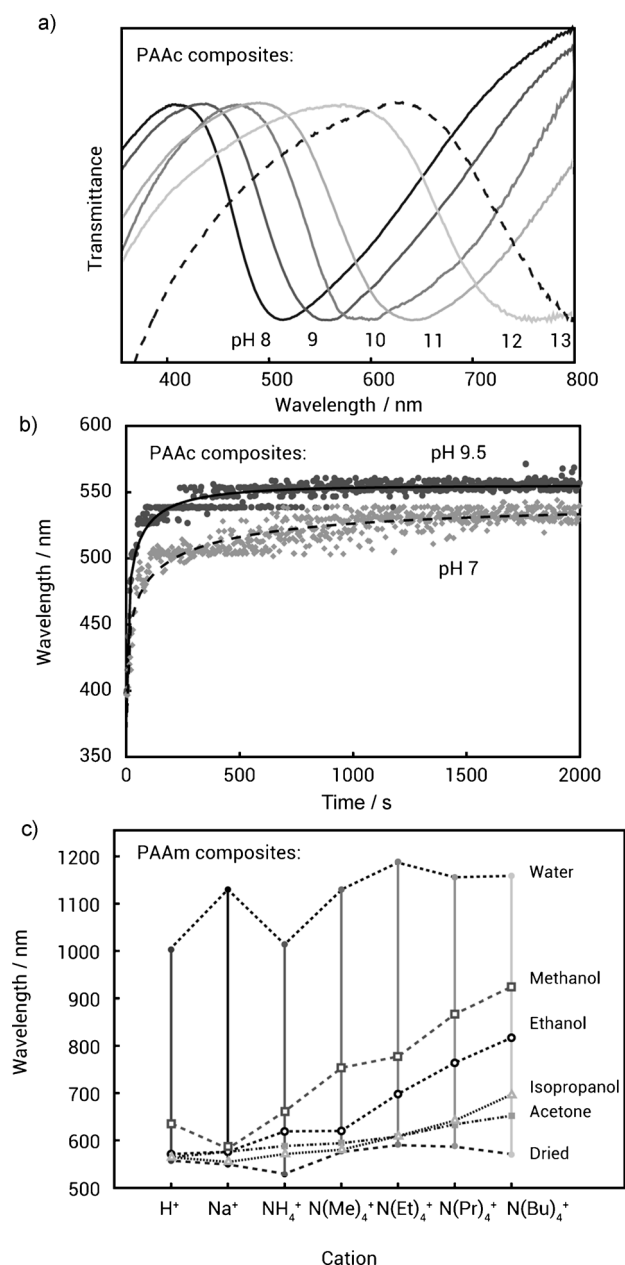 a)
PAAc composites:
Transmittance
pH 8 9 10 11 12 13
400 500 600 700 800
Wavelength / nm
b)
600
550
500
450
400
350
PAAc composites:
pH 9.5
pH 7
Wavelength / nm
0 500 1000 1500 2000
Time / s
c)
PAAm composites:
1200
1100
1000
900
800
700
600
500
Wavelength / nm
Water
Methanol
Ethanol
Isopropanol
Acetone
Dried
H⁺ Na⁺ NH₄⁺ N(Me)₄⁺ N(Et)₄⁺ N(Pr)₄⁺ N(Bu)₄⁺
Cation